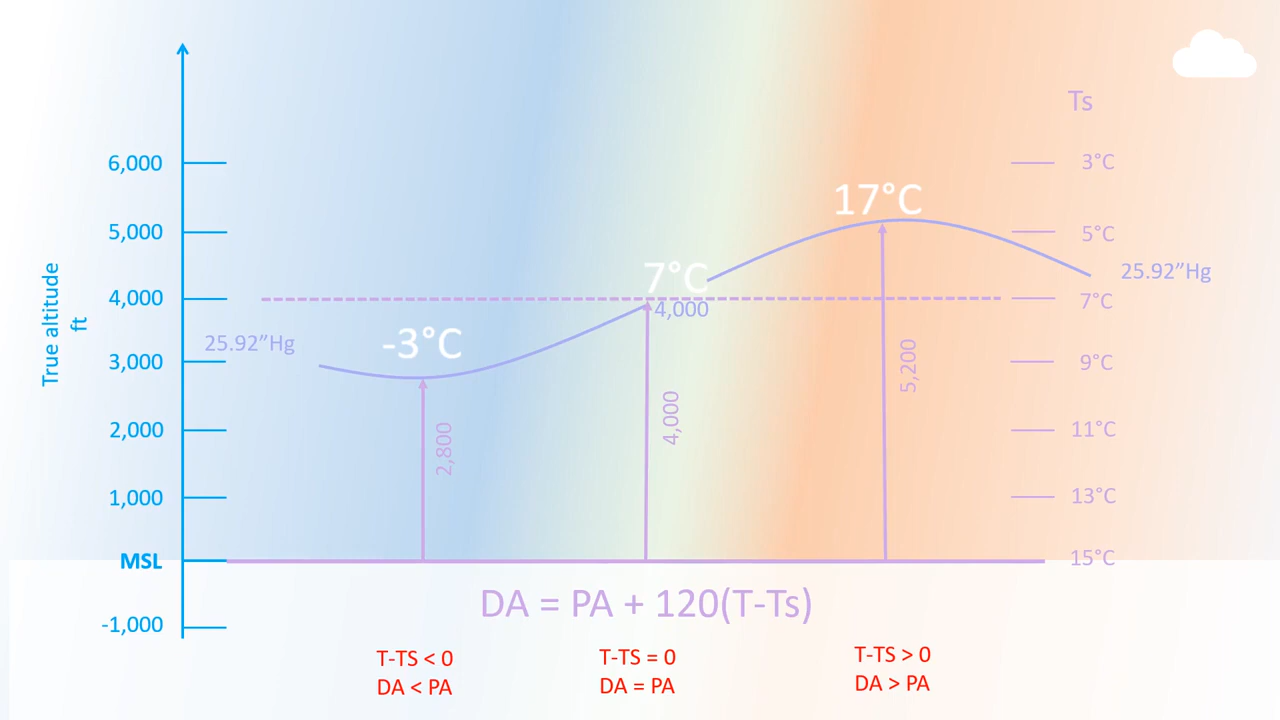 Ts
6,000
3°C
17°C
5,000
5°C
25.92”Hg
7°C
4,000
7°C
4,000
True altitude
ft
25.92”Hg
-3°C
3,000
9°C
5,200
4,000
2,800
2,000
11°C
1,000
13°C
MSL
15°C
DA = PA + 120(T-Ts)
-1,000
T-TS < 0
DA < PA
T-TS = 0
DA = PA
T-TS > 0
DA > PA